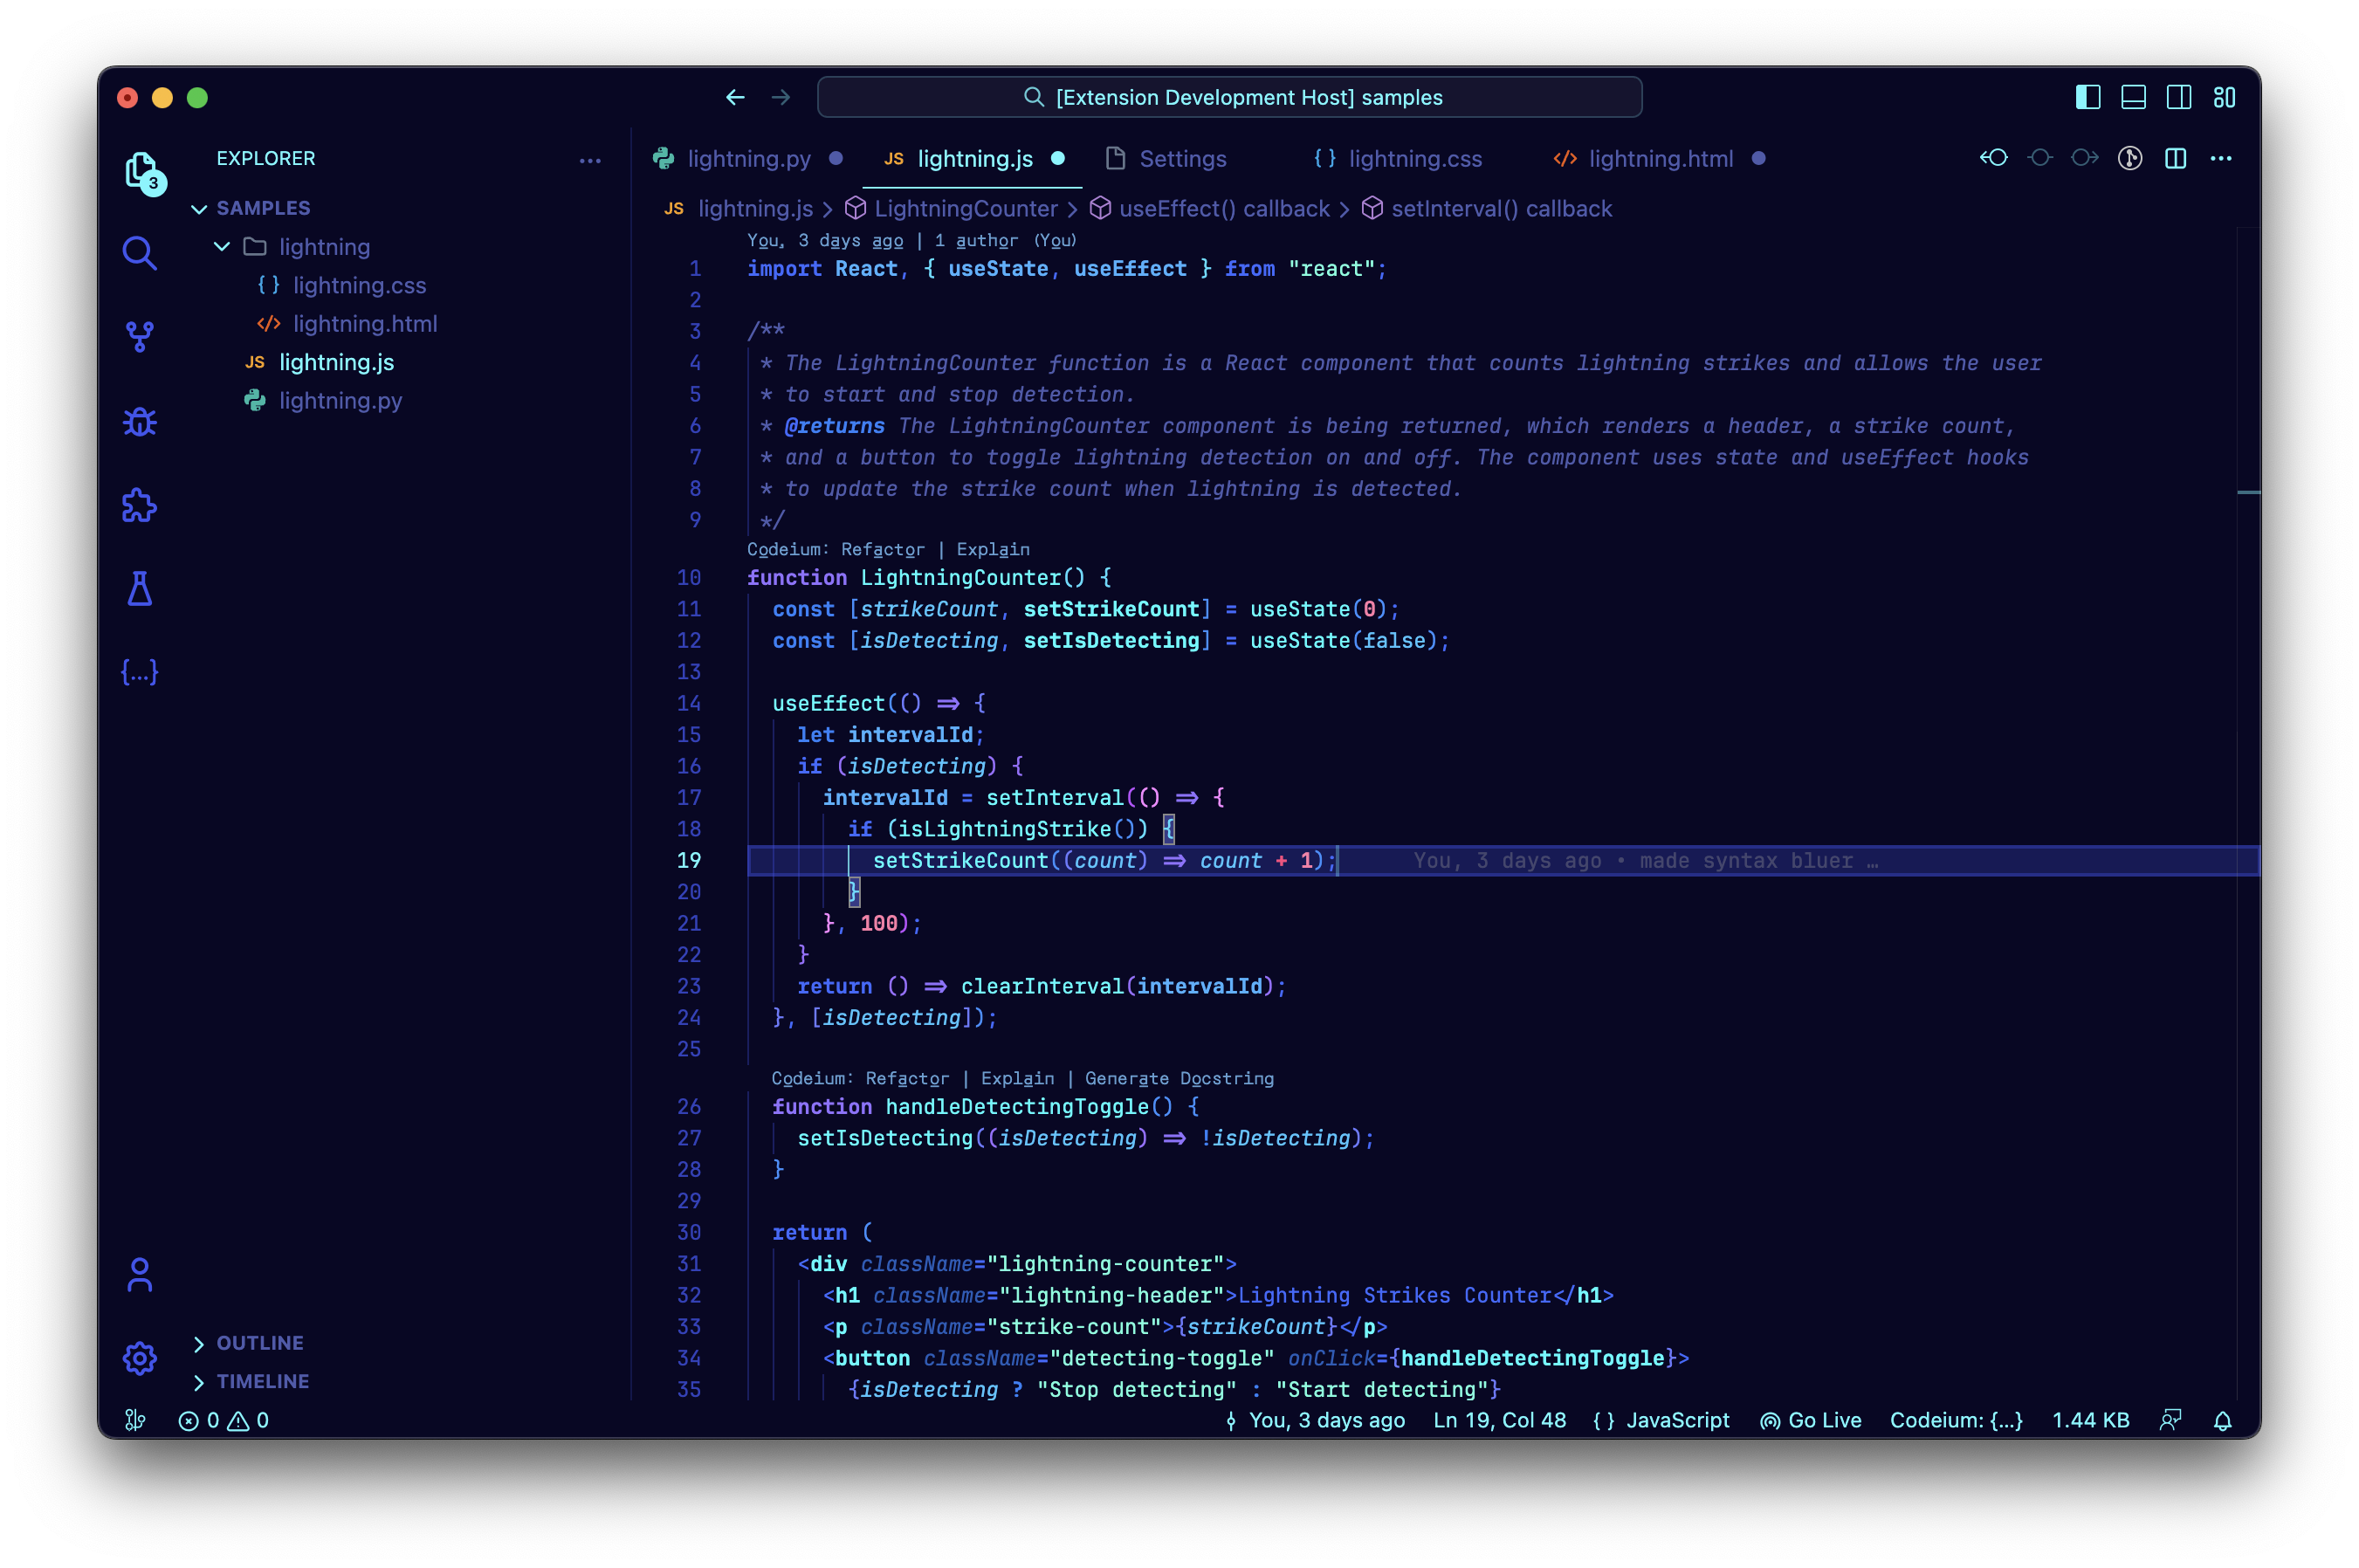 [Extension Development Host] samples
EXPLORER
3
SAMPLES
lightning
{ } lightning.css
</> lightning.html
JS lightning.js
lightning.py
{...}
OUTLINE
TIMELINE
lightning.py
JS lightning.js
Settings
{ } lightning.css
</> lightning.html
JS lightning.js > LightningCounter > useEffect() callback > setInterval() callback
You, 3 days ago | 1 author (You)
1 import React, { useState, useEffect } from "react";
2
3 /**
4  * The LightningCounter function is a React component that counts lightning strikes and allows the user
5  * to start and stop detection.
6  * @returns The LightningCounter component is being returned, which renders a header, a strike count,
7  * and a button to toggle lightning detection on and off. The component uses state and useEffect hooks
8  * to update the strike count when lightning is detected.
9  */
Codeium: Refactor | Explain
10 function LightningCounter() {
11   const [strikeCount, setStrikeCount] = useState(0);
12   const [isDetecting, setIsDetecting] = useState(false);
13
14   useEffect(() => {
15     let intervalId;
16     if (isDetecting) {
17       intervalId = setInterval(() => {
18         if (isLightningStrike()) {
19           setStrikeCount((count) => count + 1); You, 3 days ago • made syntax bluer …
20         }
21       }, 100);
22     }
23     return () => clearInterval(intervalId);
24   }, [isDetecting]);
25
Codeium: Refactor | Explain | Generate Docstring
26   function handleDetectingToggle() {
27     setIsDetecting((isDetecting) => !isDetecting);
28   }
29
30   return (
31     <div className="lightning-counter">
32       <h1 className="lightning-header">Lightning Strikes Counter</h1>
33       <p className="strike-count">{strikeCount}</p>
34       <button className="detecting-toggle" onClick={handleDetectingToggle}>
35         {isDetecting ? "Stop detecting" : "Start detecting"}
0 0 You, 3 days ago Ln 19, Col 48 { } JavaScript Go Live Codeium: {...} 1.44 KB